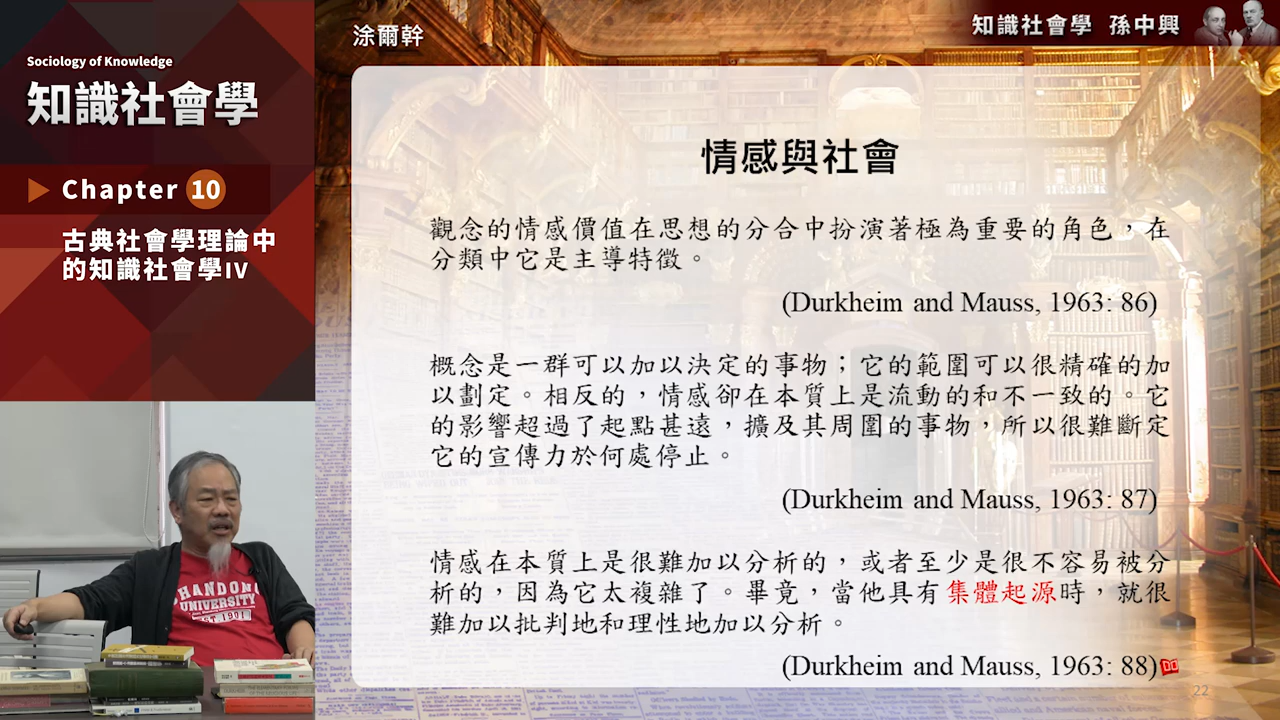 Sociology of Knowledge
知識社會學
Chapter 10
古典社會學理論中
的知識社會學IV
涂爾幹
知識社會學 孫中興
情感與社會
觀念的情感價值在思想的分合中扮演著極為重要的角色，在
分類中它是主導特徵。
(Durkheim and Mauss, 1963: 86)
概念是一群可以加以決定的事物；它的範圍可以很精確的加
以劃定。相反的，情感卻在本質上是流動的和不一致的。它
的影響超過了起點甚遠，擴及其周圍的事物，所以很難斷定
它的宣傳力於何處停止。
(Durkheim and Mauss, 1963: 87)
情感在本質上是很難加以分析的，或者至少是很不容易被分
析的，因為它太複雜了。畢竟，當他具有集體起源時，就很
難加以批判地和理性地加以分析。
(Durkheim and Mauss, 1963: 88)
22
HANDON
UNIVERSITY
EST 1991